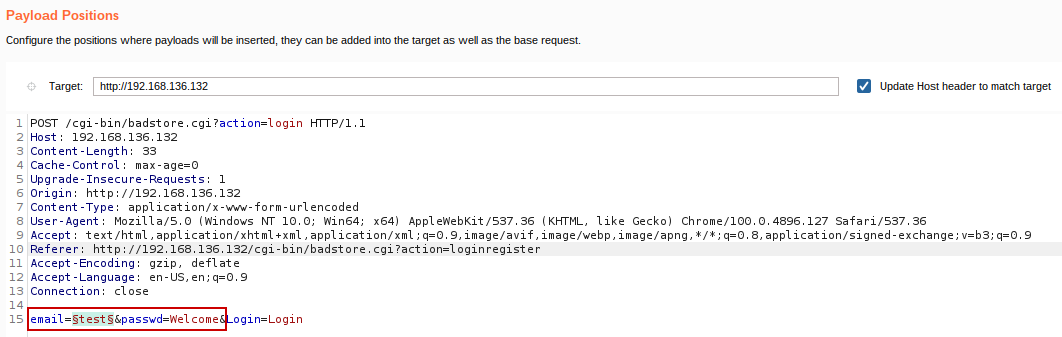 Payload Positions
Configure the positions where payloads will be inserted, they can be added into the target as well as the base request.
Target: http://192.168.136.132 Update Host header to match target
1 POST /cgi-bin/badstore.cgi?action=login HTTP/1.1
2 Host: 192.168.136.132
3 Content-Length: 33
4 Cache-Control: max-age=0
5 Upgrade-Insecure-Requests: 1
6 Origin: http://192.168.136.132
7 Content-Type: application/x-www-form-urlencoded
8 User-Agent: Mozilla/5.0 (Windows NT 10.0; Win64; x64) AppleWebKit/537.36 (KHTML, like Gecko) Chrome/100.0.4896.127 Safari/537.36
9 Accept: text/html,application/xhtml+xml,application/xml;q=0.9,image/avif,image/webp,image/apng,*/*;q=0.8,application/signed-exchange;v=b3;q=0.9
10 Referer: http://192.168.136.132/cgi-bin/badstore.cgi?action=loginregister
11 Accept-Encoding: gzip, deflate
12 Accept-Language: en-US,en;q=0.9
13 Connection: close
14
15 email=§test§&passwd=Welcome&Login=Login